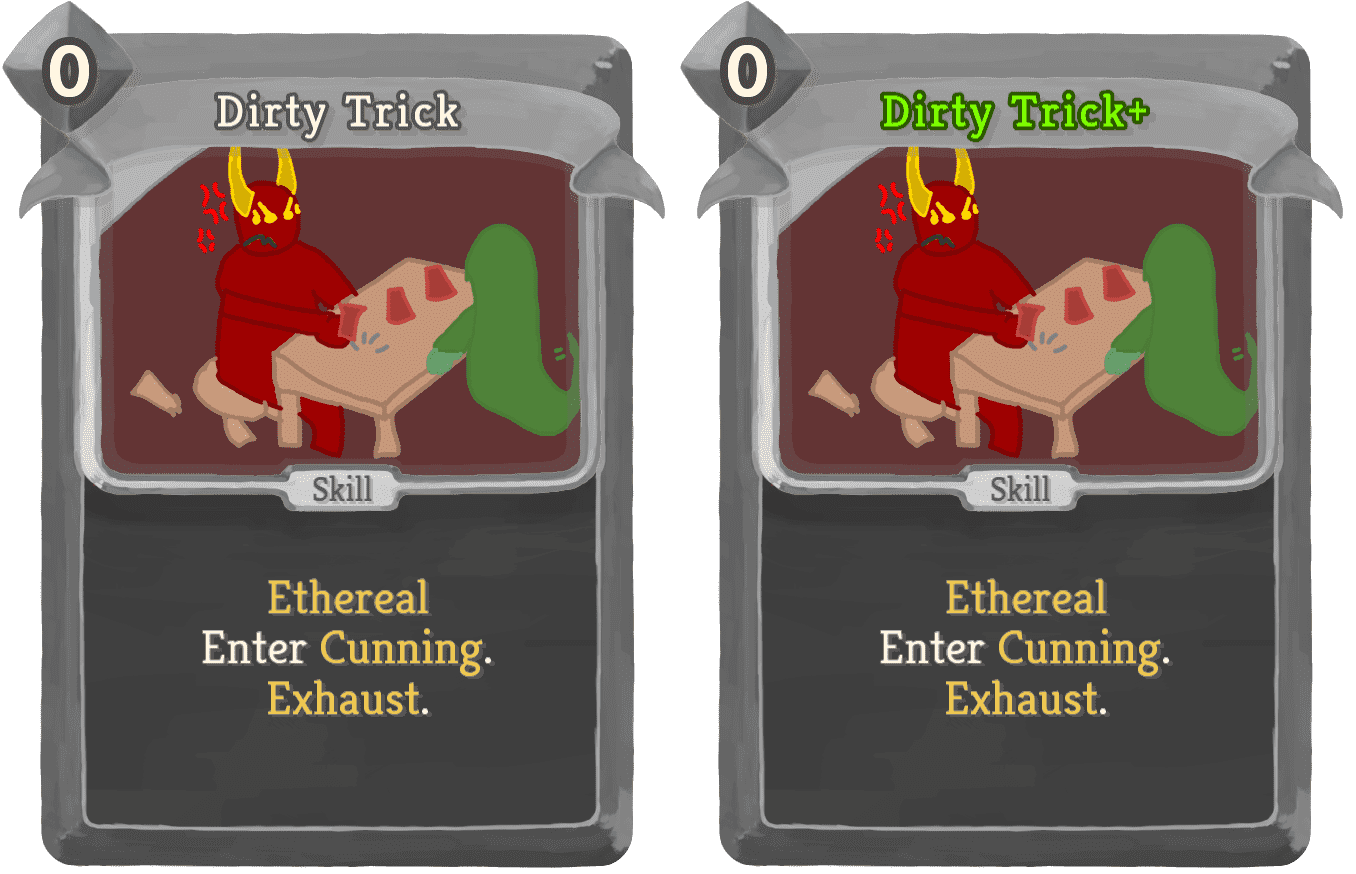 0
Dirty Trick
Skill
Ethereal
Enter Cunning.
Exhaust.
0
Dirty Trick+
Skill
Ethereal
Enter Cunning.
Exhaust.